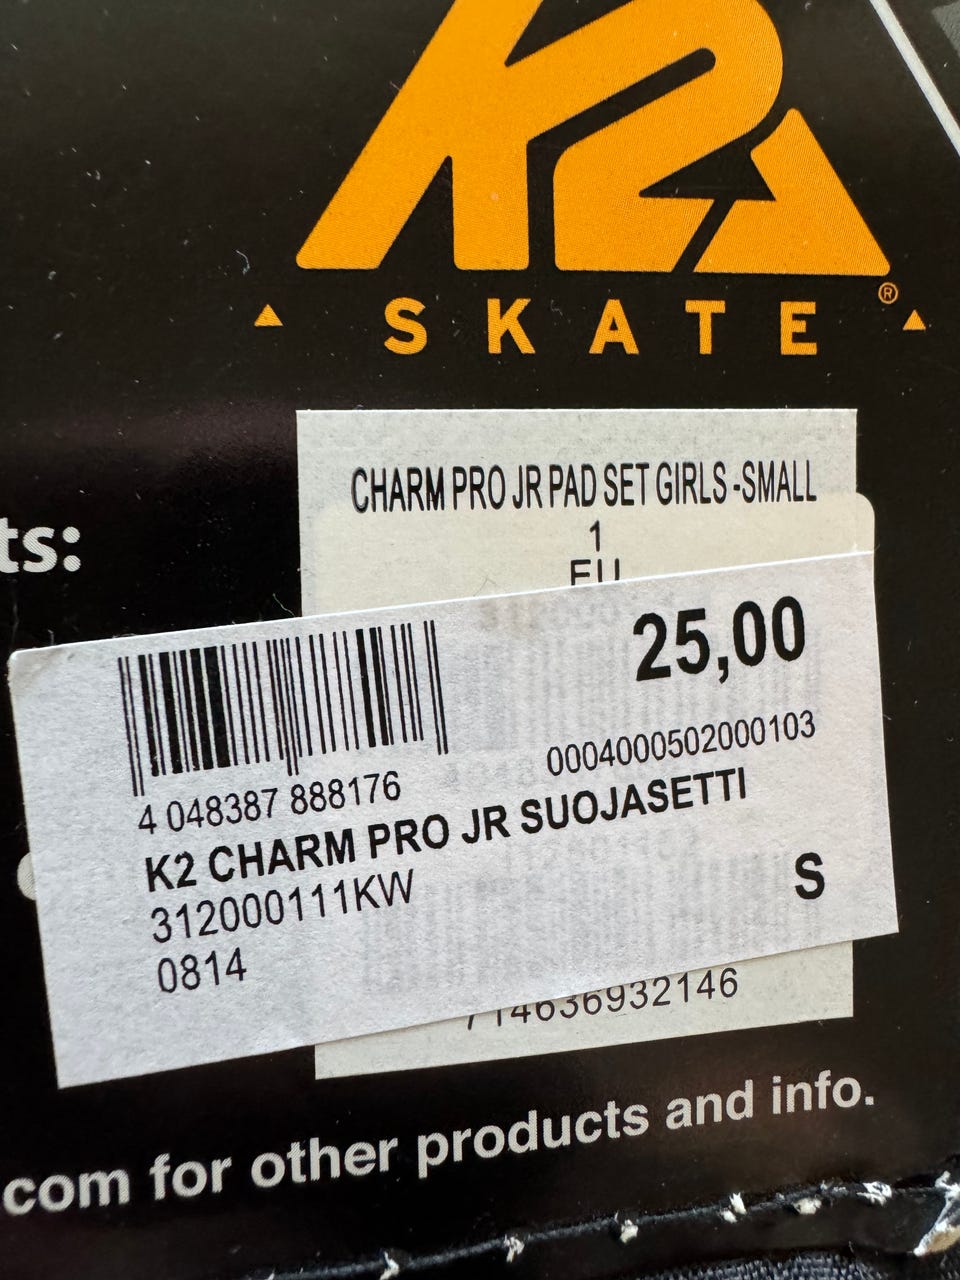 K2
SKATE
®
ts:
CHARM PRO JR PAD SET GIRLS -SMALL
1
EU
25,00
0004000502000103
4 048387 888176
K2 CHARM PRO JR SUOJASETTI
312000111KW
S
0814
714636932146
com for other products and info.